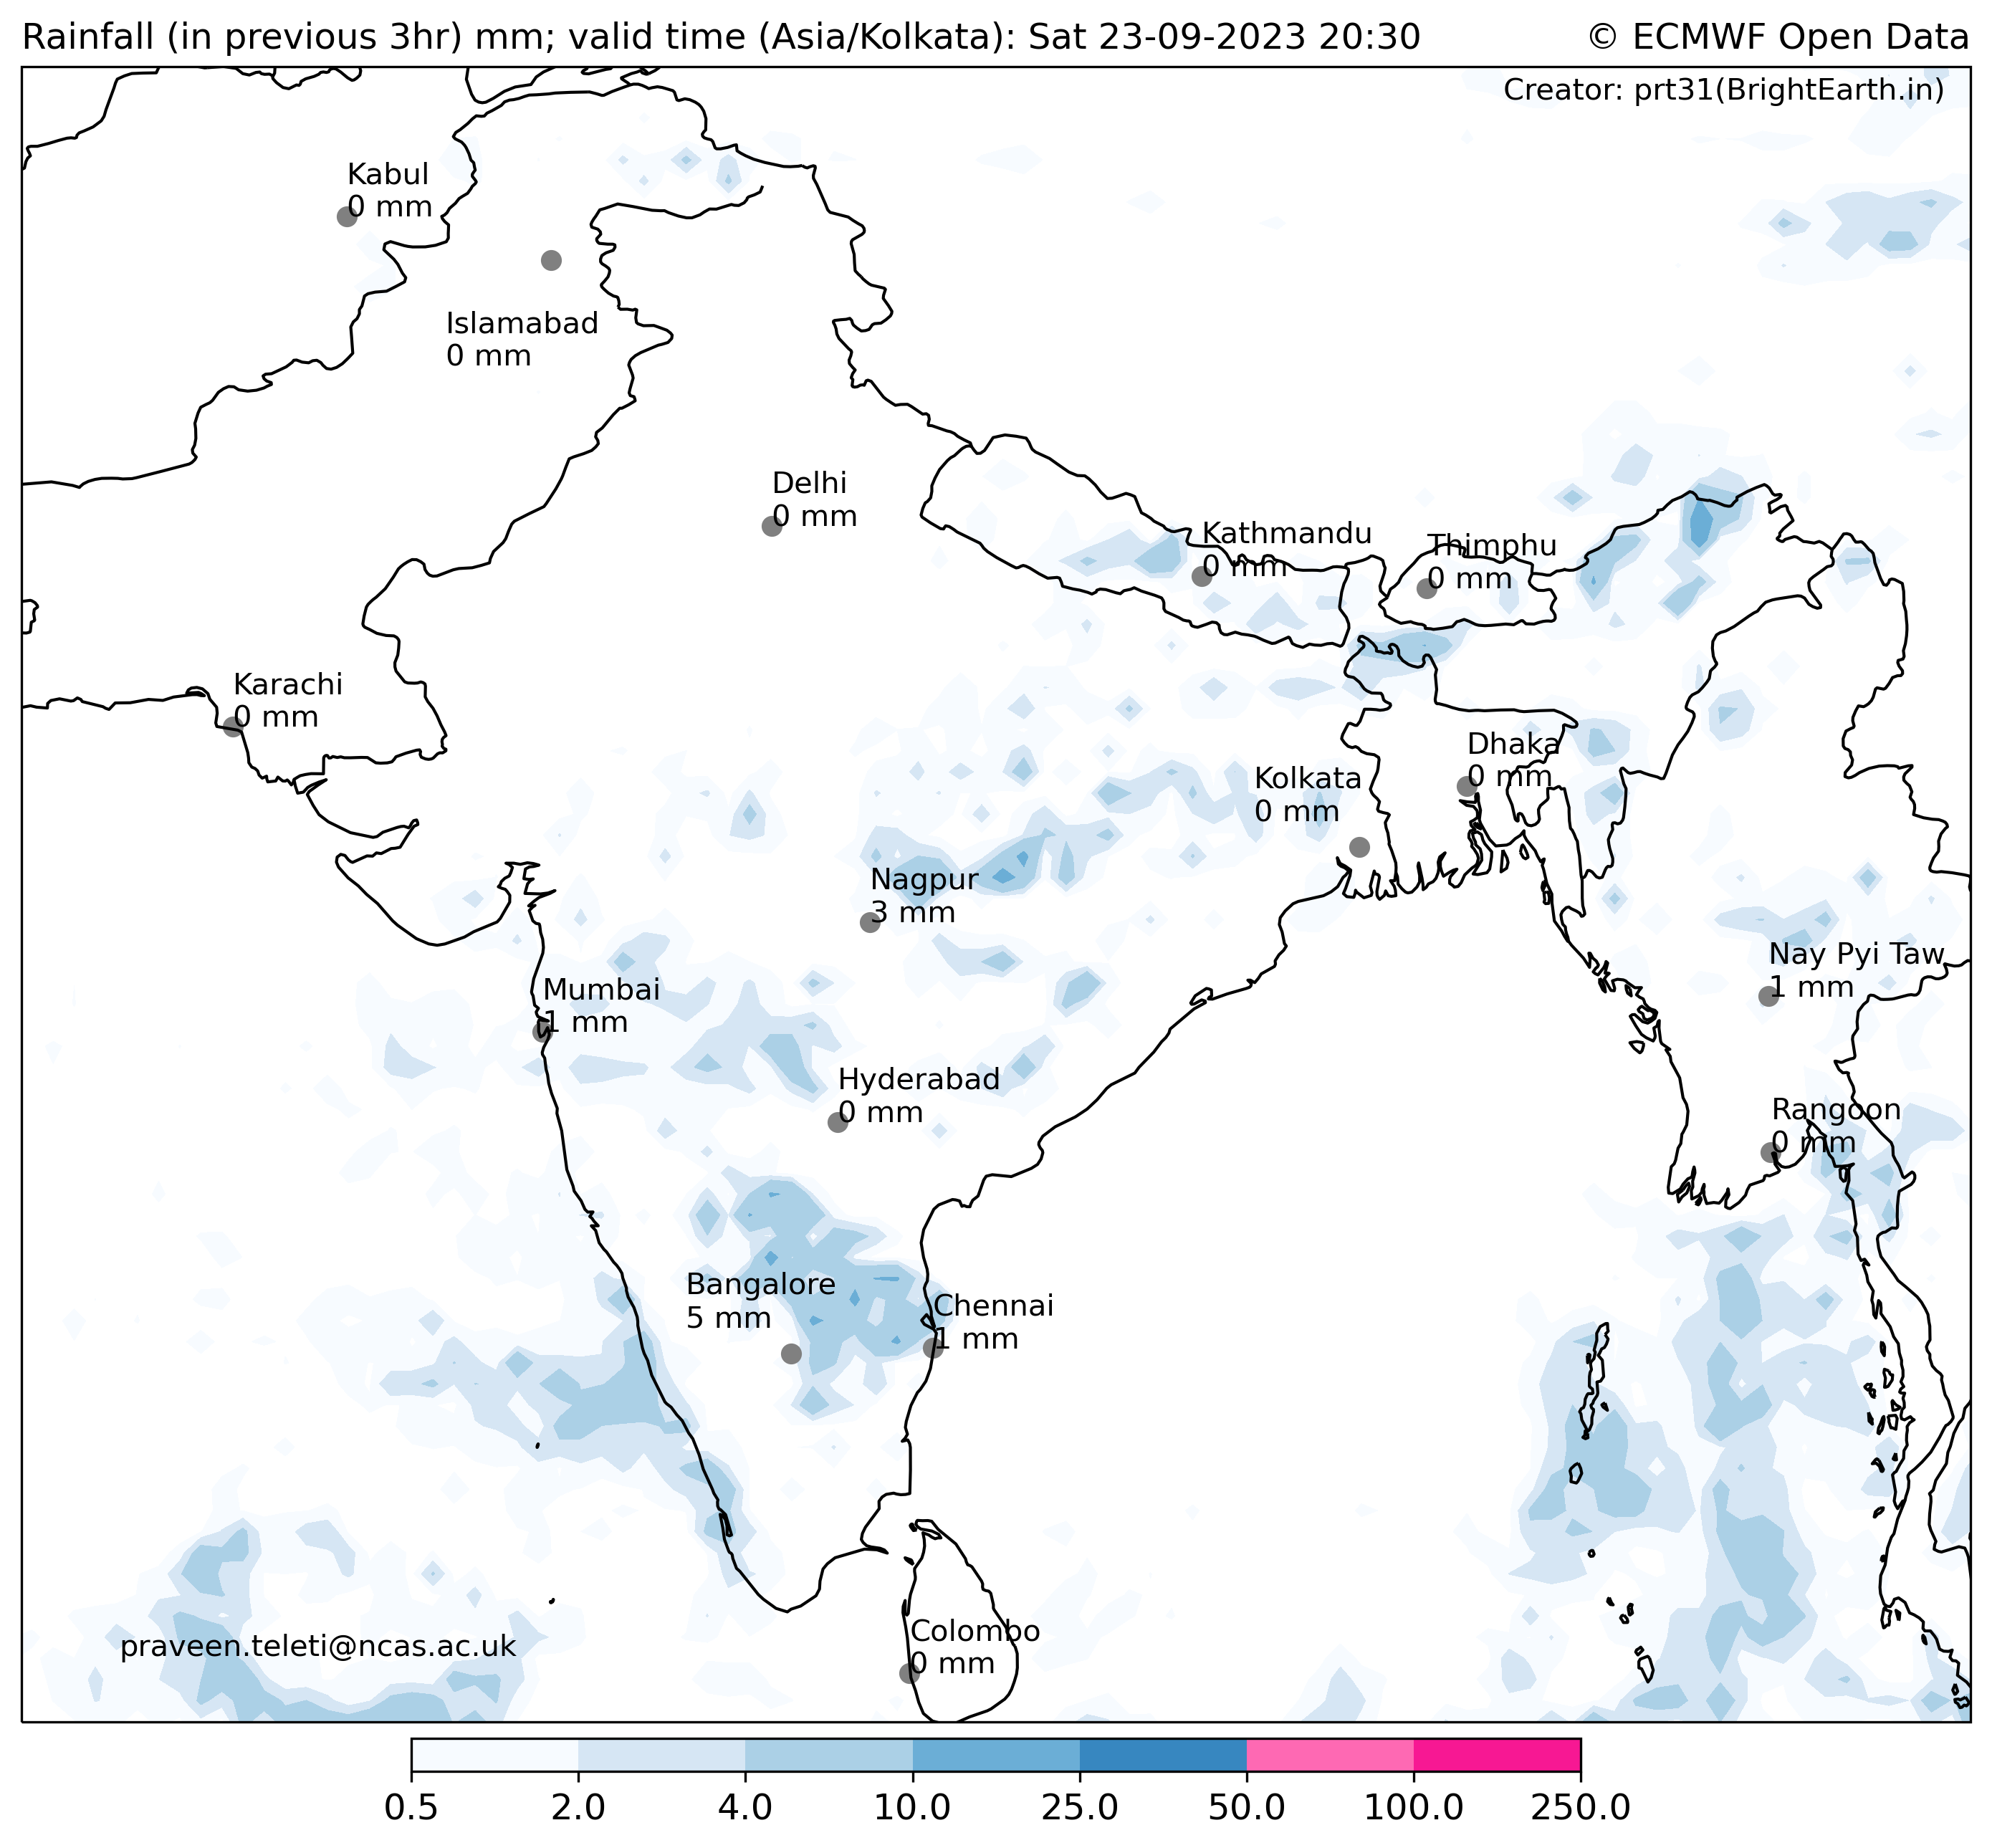 Rainfall (in previous 3hr) mm; valid time (Asia/Kolkata): Sat 23-09-2023 20:30
© ECMWF Open Data
Creator: prt31(BrightEarth.in)
Kabul
0 mm
Islamabad
0 mm
Delhi
0 mm
Kathmandu
0 mm
Thimphu
0 mm
Karachi
0 mm
Dhaka
0 mm
Kolkata
0 mm
Nagpur
3 mm
Nay Pyi Taw
1 mm
Mumbai
1 mm
Hyderabad
0 mm
Rangoon
0 mm
Bangalore
5 mm
Chennai
1 mm
Colombo
0 mm
praveen.teleti@ncas.ac.uk
0.5 2.0 4.0 10.0 25.0 50.0 100.0 250.0